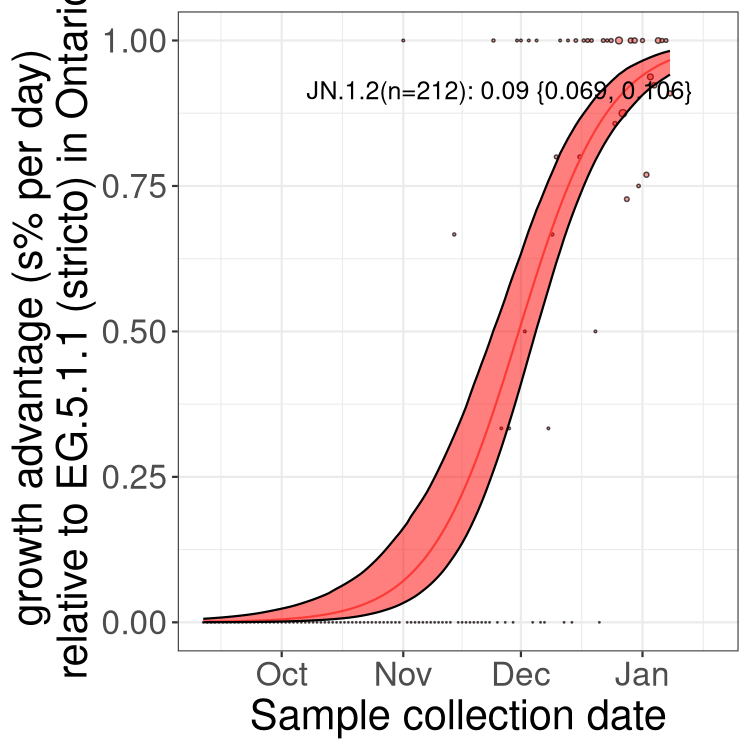 growth advantage (s% per day)
relative to EG.5.1.1 (stricto) in Ontario
1.00
0.75
0.50
0.25
0.00
JN.1.2(n=212): 0.09 {0.069, 0.106}
Oct Nov Dec Jan
Sample collection date